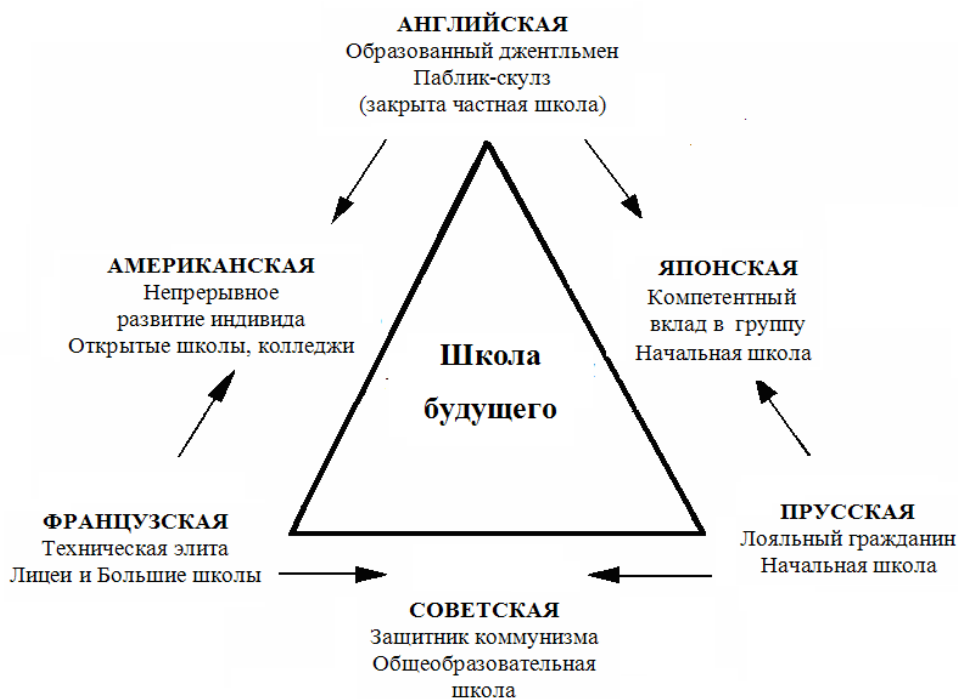 АНГЛИЙСКАЯ
Образованный джентльмен
Паблик-скулз
(закрыта частная школа)
АМЕРИКАНСКАЯ
Непрерывное
развитие индивида
Открытые школы, колледжи
ЯПОНСКАЯ
Компетентный
вклад в группу
Начальная школа
Школа
будущего
ФРАНЦУЗСКАЯ
Техническая элита
Лицеи и Большие школы
ПРУССКАЯ
Лояльный гражданин
Начальная школа
СОВЕТСКАЯ
Защитник коммунизма
Общеобразовательная
школа